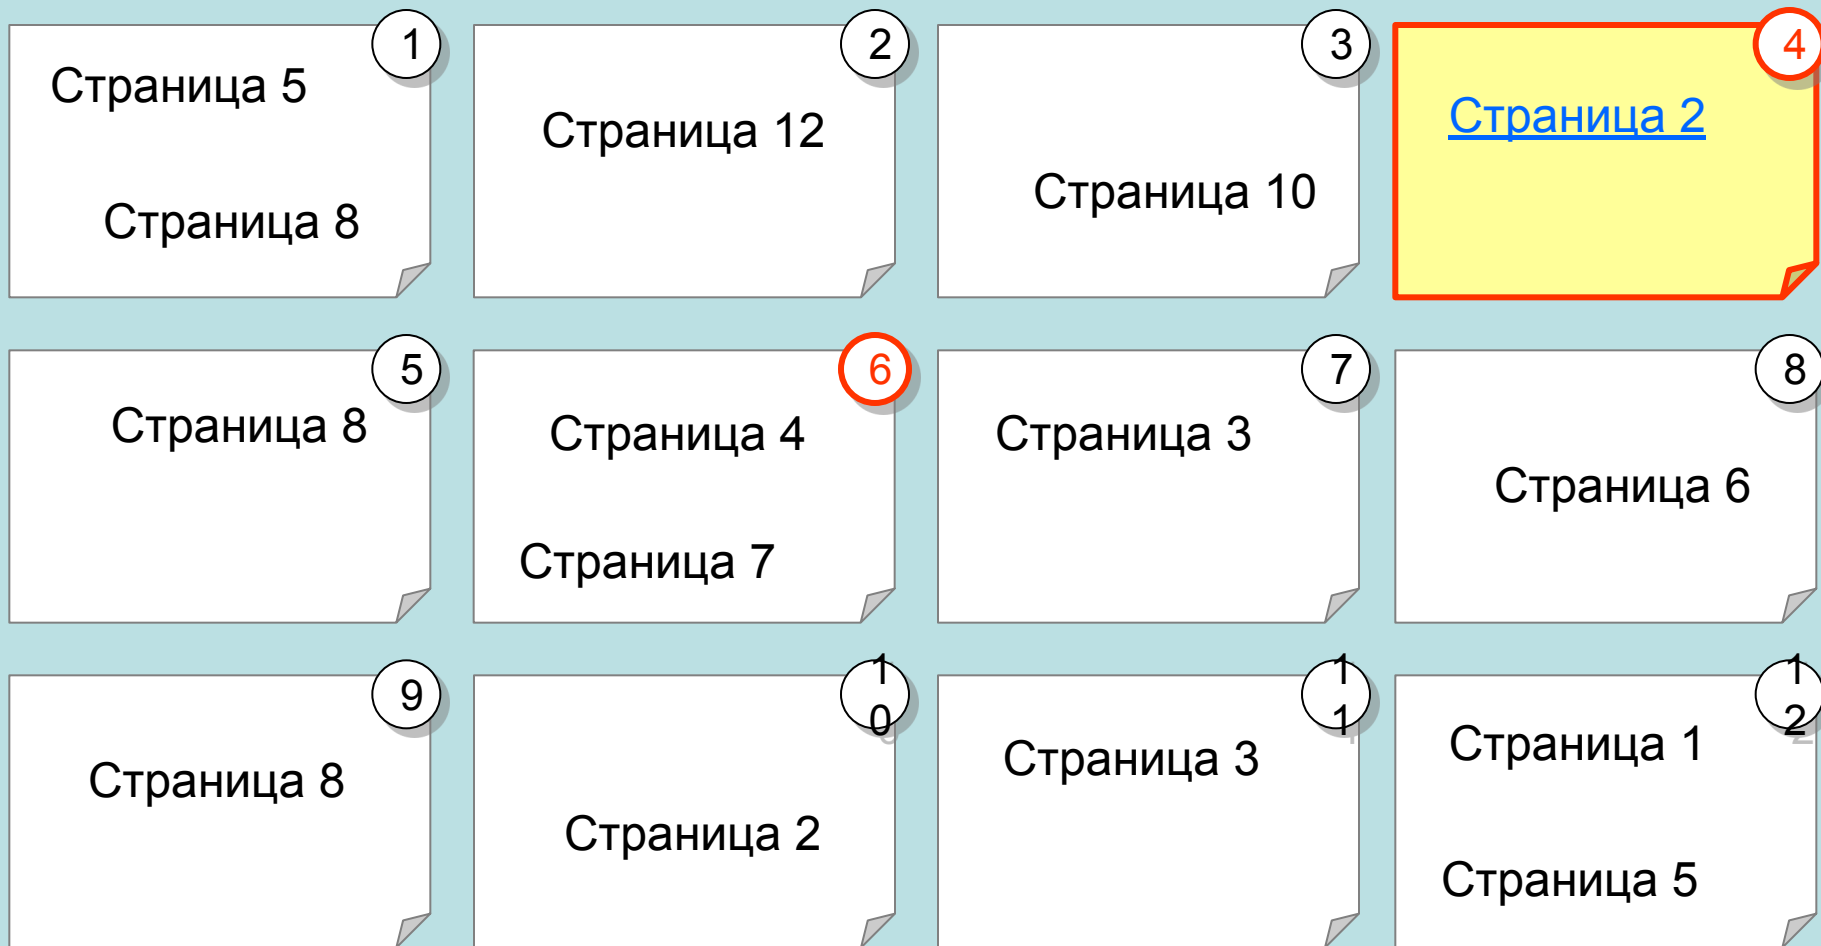 1
Страница 5
Страница 8
2
Страница 12
3
Страница 10
4
Страница 2
5
Страница 8
6
Страница 4
Страница 7
7
Страница 3
8
Страница 6
9
Страница 8
10
Страница 2
11
Страница 3
12
Страница 1
Страница 5